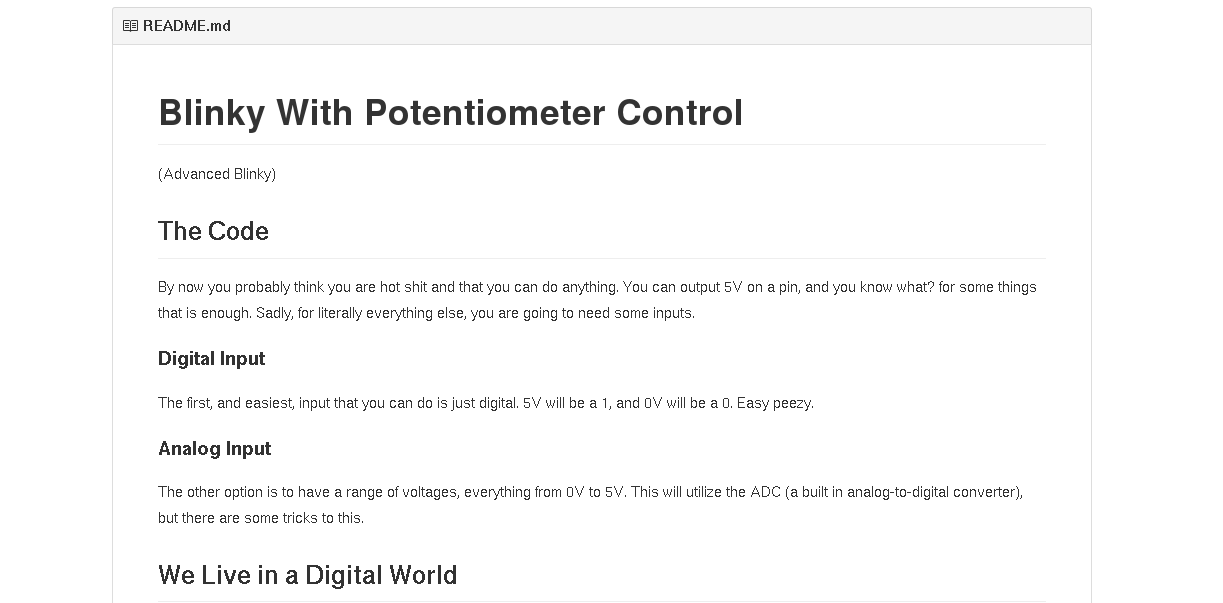 README.md
Blinky With Potentiometer Control
(Advanced Blinky)
The Code
By now you probably think you are hot shit and that you can do anything. You can output 5V on a pin, and you know what? for some things
that is enough. Sadly, for literally everything else, you are going to need some inputs.
Digital Input
The first, and easiest, input that you can do is just digital. 5V will be a 1, and 0V will be a 0. Easy peezy.
Analog Input
The other option is to have a range of voltages, everything from 0V to 5V. This will utilize the ADC (a built in analog-to-digital converter),
but there are some tricks to this.
We Live in a Digital World